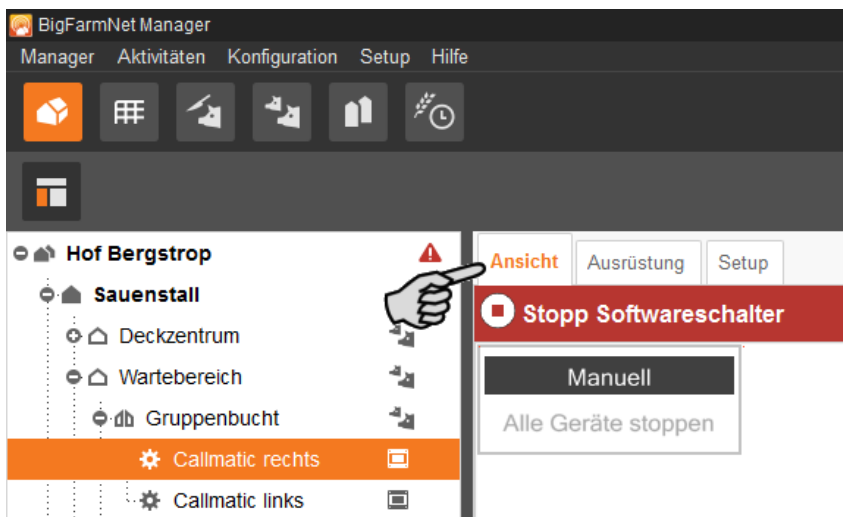 BigFarmNet Manager
Manager Aktivitäten Konfiguration Setup Hilfe
Hof Bergstrop
Sauenstall
Deckzentrum
Wartebereich
Gruppenbucht
Callmatic rechts
Callmatic links
Ansicht Ausrüstung Setup
Stopp Softwareschalter
Manuell
Alle Geräte stoppen